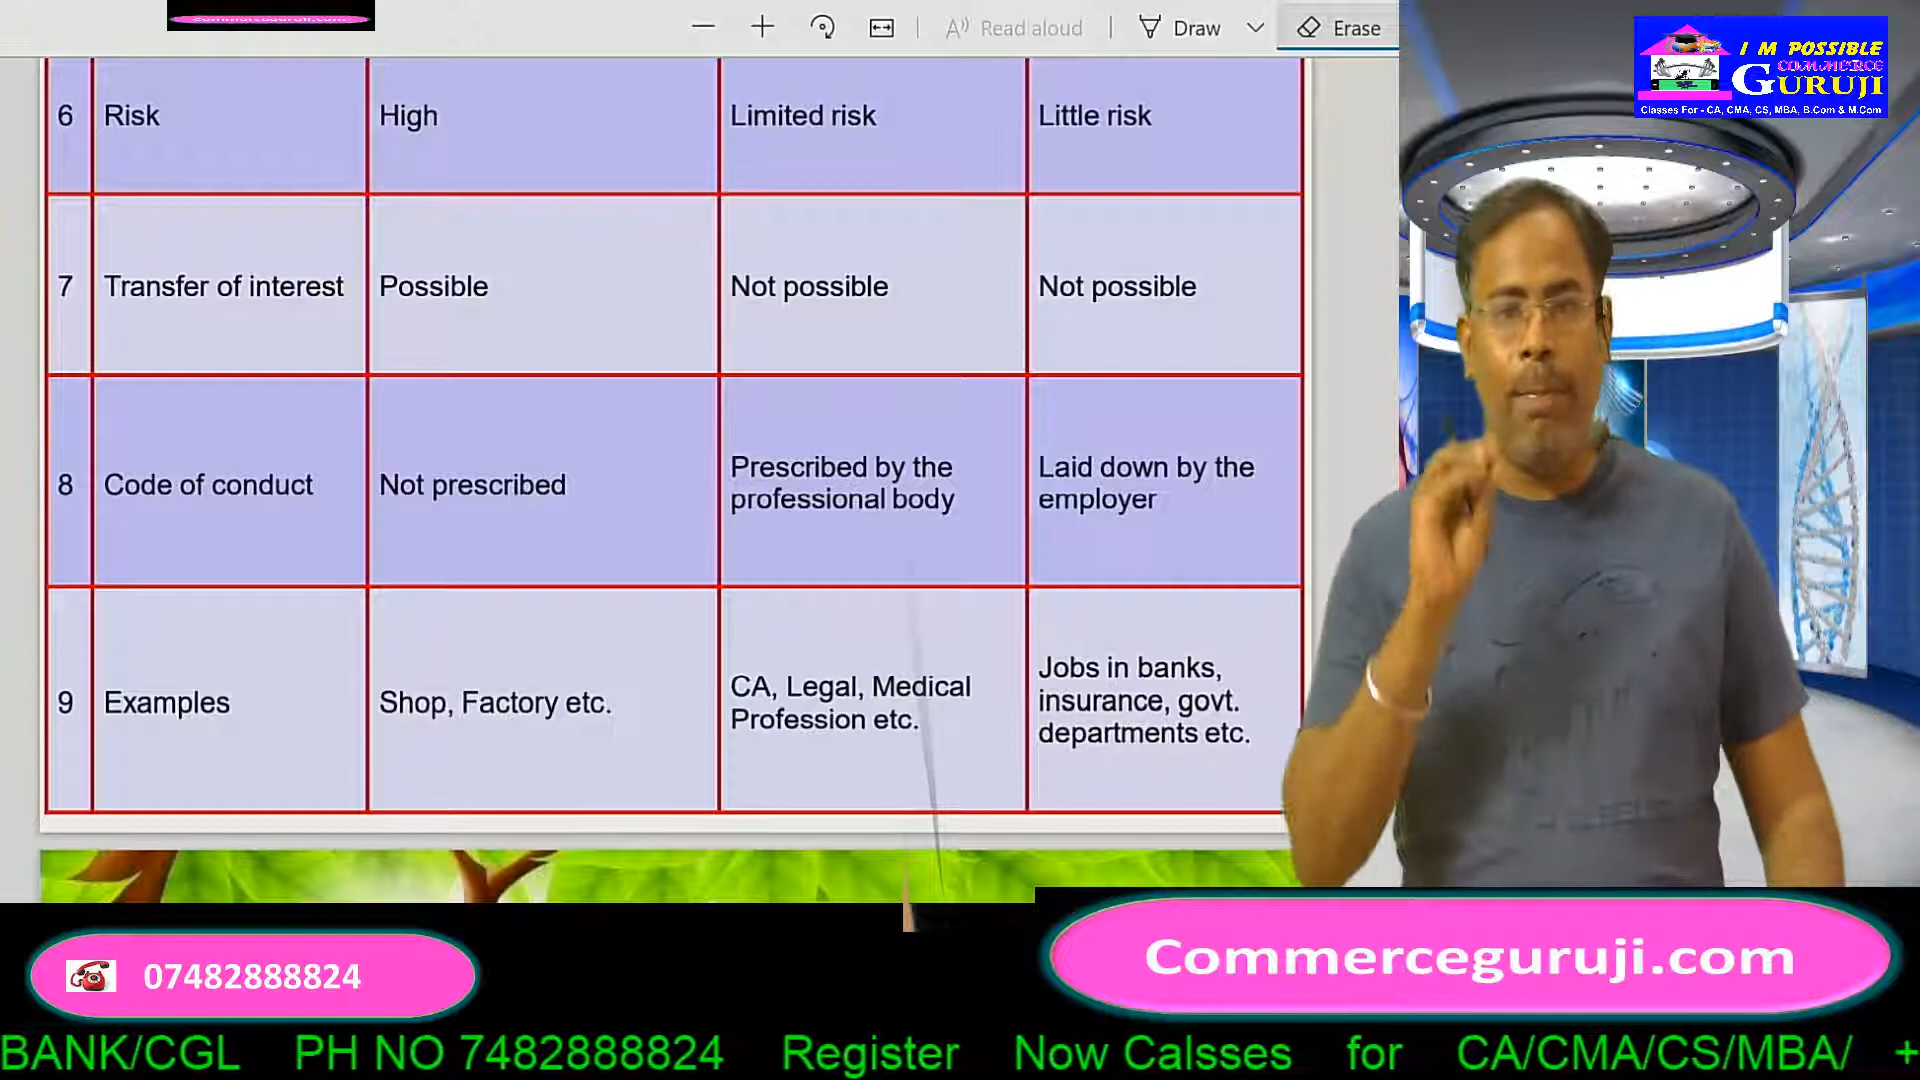 Commerceguruji.com
Read aloud
Draw
Erase
I M POSSIBLE
COMMERCE
GURUJI
Classes For - CA, CMA, CS, MBA, B.Com & M.Com
6 Risk High Limited risk Little risk
7 Transfer of interest Possible Not possible Not possible
8 Code of conduct Not prescribed Prescribed by the professional body Laid down by the employer
9 Examples Shop, Factory etc. CA, Legal, Medical Profession etc. Jobs in banks, insurance, govt. departments etc.
07482888824
Commerceguruji.com
BANK/CGL PH NO 7482888824 Register Now Calsses for CA/CMA/CS/MBA/ +